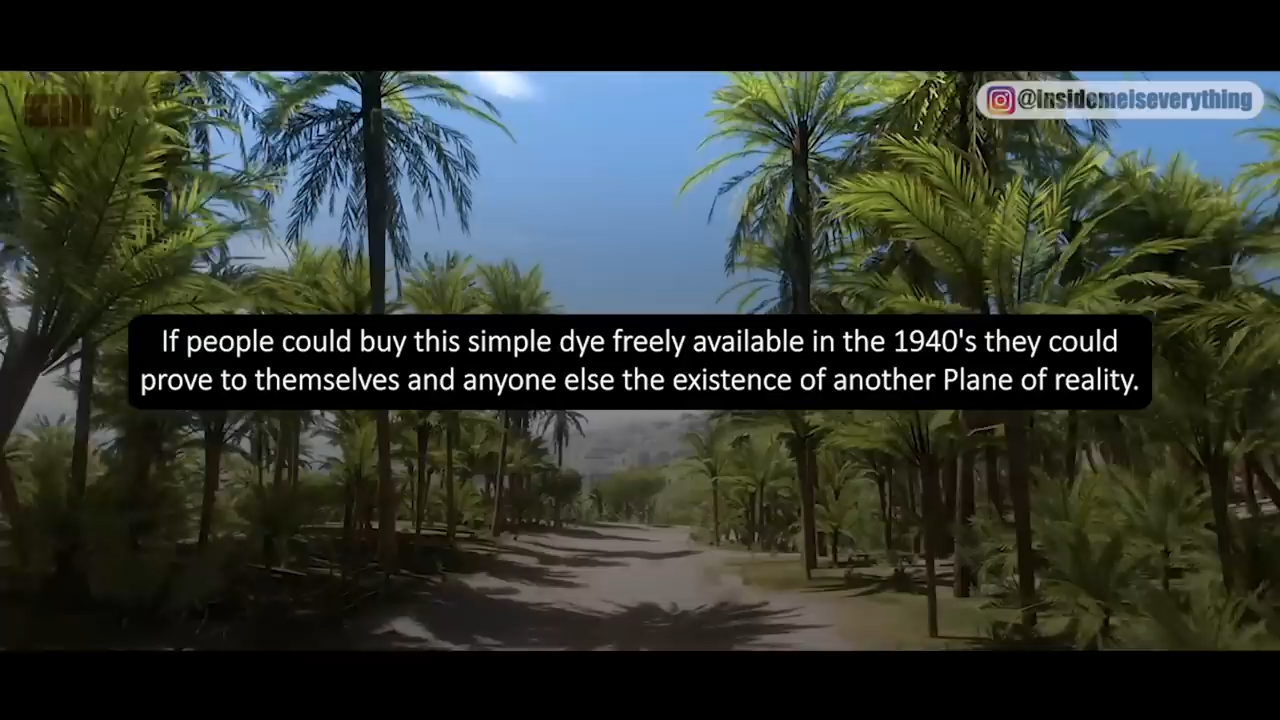 @insidemeiseverything
If people could buy this simple dye freely available in the 1940's they could
prove to themselves and anyone else the existence of another Plane of reality.